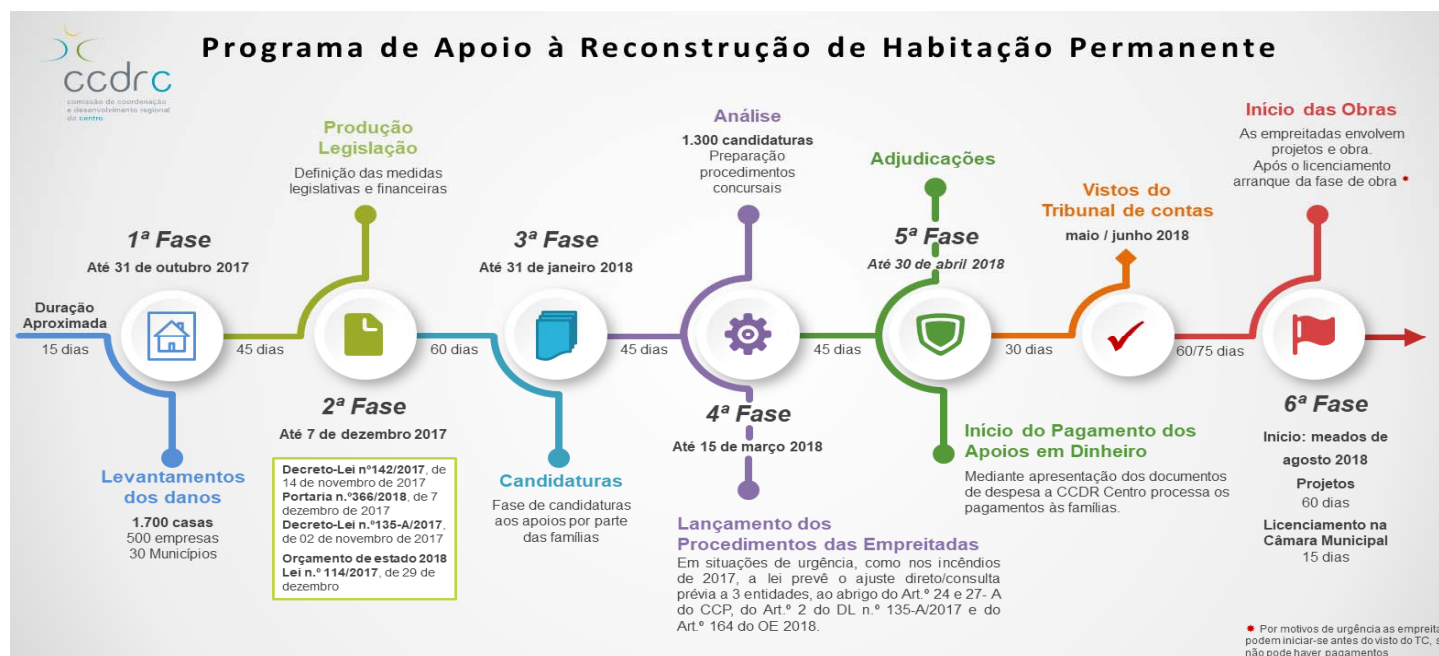 Programa de Apoio à Reconstrução de Habitação Permanente
ccdrc
comissão de coordenação
e desenvolvimento regional
do centro
Duração
Aproximada
15 dias
1ª Fase
Até 31 de outubro 2017
Levantamentos
dos danos
1.700 casas
500 empresas
30 Municípios
45 dias
Produção
Legislação
Definição das medidas
legislativas e financeiras
2ª Fase
Até 7 de dezembro 2017
Decreto-Lei nº142/2017, de
14 de novembro de 2017
Portaria n.º366/2018, de 7
dezembro de 2017
Decreto-Lei n.º135-A/2017,
de 02 de novembro de 2017
Orçamento de estado 2018
Lei n.º 114/2017, de 29 de
dezembro
60 dias
3ª Fase
Até 31 de janeiro 2018
Candidaturas
Fase de candidaturas
aos apoios por parte
das famílias
45 dias
Análise
1.300 candidaturas
Preparação
procedimentos
concursais
4ª Fase
Até 15 de março 2018
Lançamento dos
Procedimentos das Empreitadas
Em situações de urgência, como nos incêndios
de 2017, a lei prevê o ajuste direto/consulta
prévia a 3 entidades, ao abrigo do Art.º 24 e 27- A
do CCP, do Art.º 2 do DL n.º 135-A/2017 e do
Art.º 164 do OE 2018.
45 dias
Adjudicações
5ª Fase
Até 30 de abril 2018
Início do Pagamento dos
Apoios em Dinheiro
Mediante apresentação dos documentos
de despesa a CCDR Centro processa os
pagamentos às famílias.
30 dias
Vistos do
Tribunal de contas
maio / junho 2018
60/75 dias
Início das Obras
As empreitadas envolvem
projetos e obra.
Após o licenciamento
arranque da fase de obra *
6ª Fase
Início: meados de
agosto 2018
Projetos
60 dias
Licenciamento na
Câmara Municipal
15 dias
* Por motivos de urgência as
podem iniciar-se antes do visto do TC,
não pode haver pagamentos